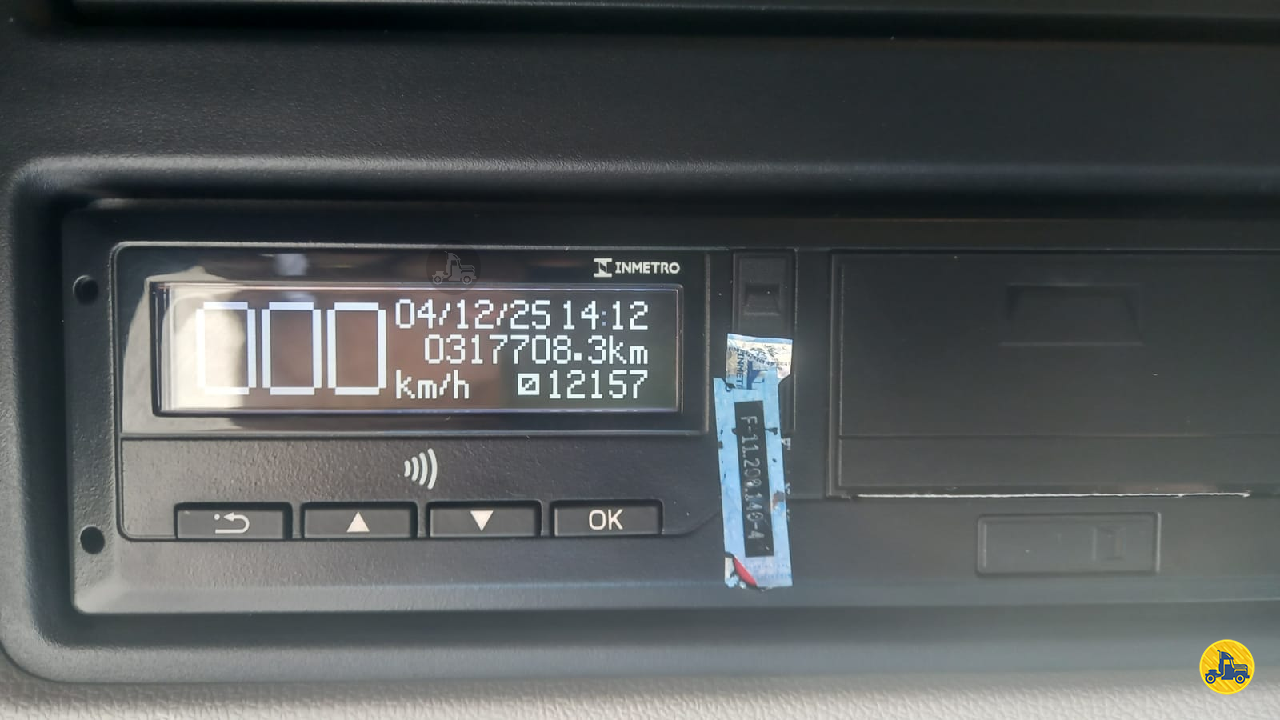 INMETRO
000 04/12/25 14:12
0317708.3km
km/h 12157
OK